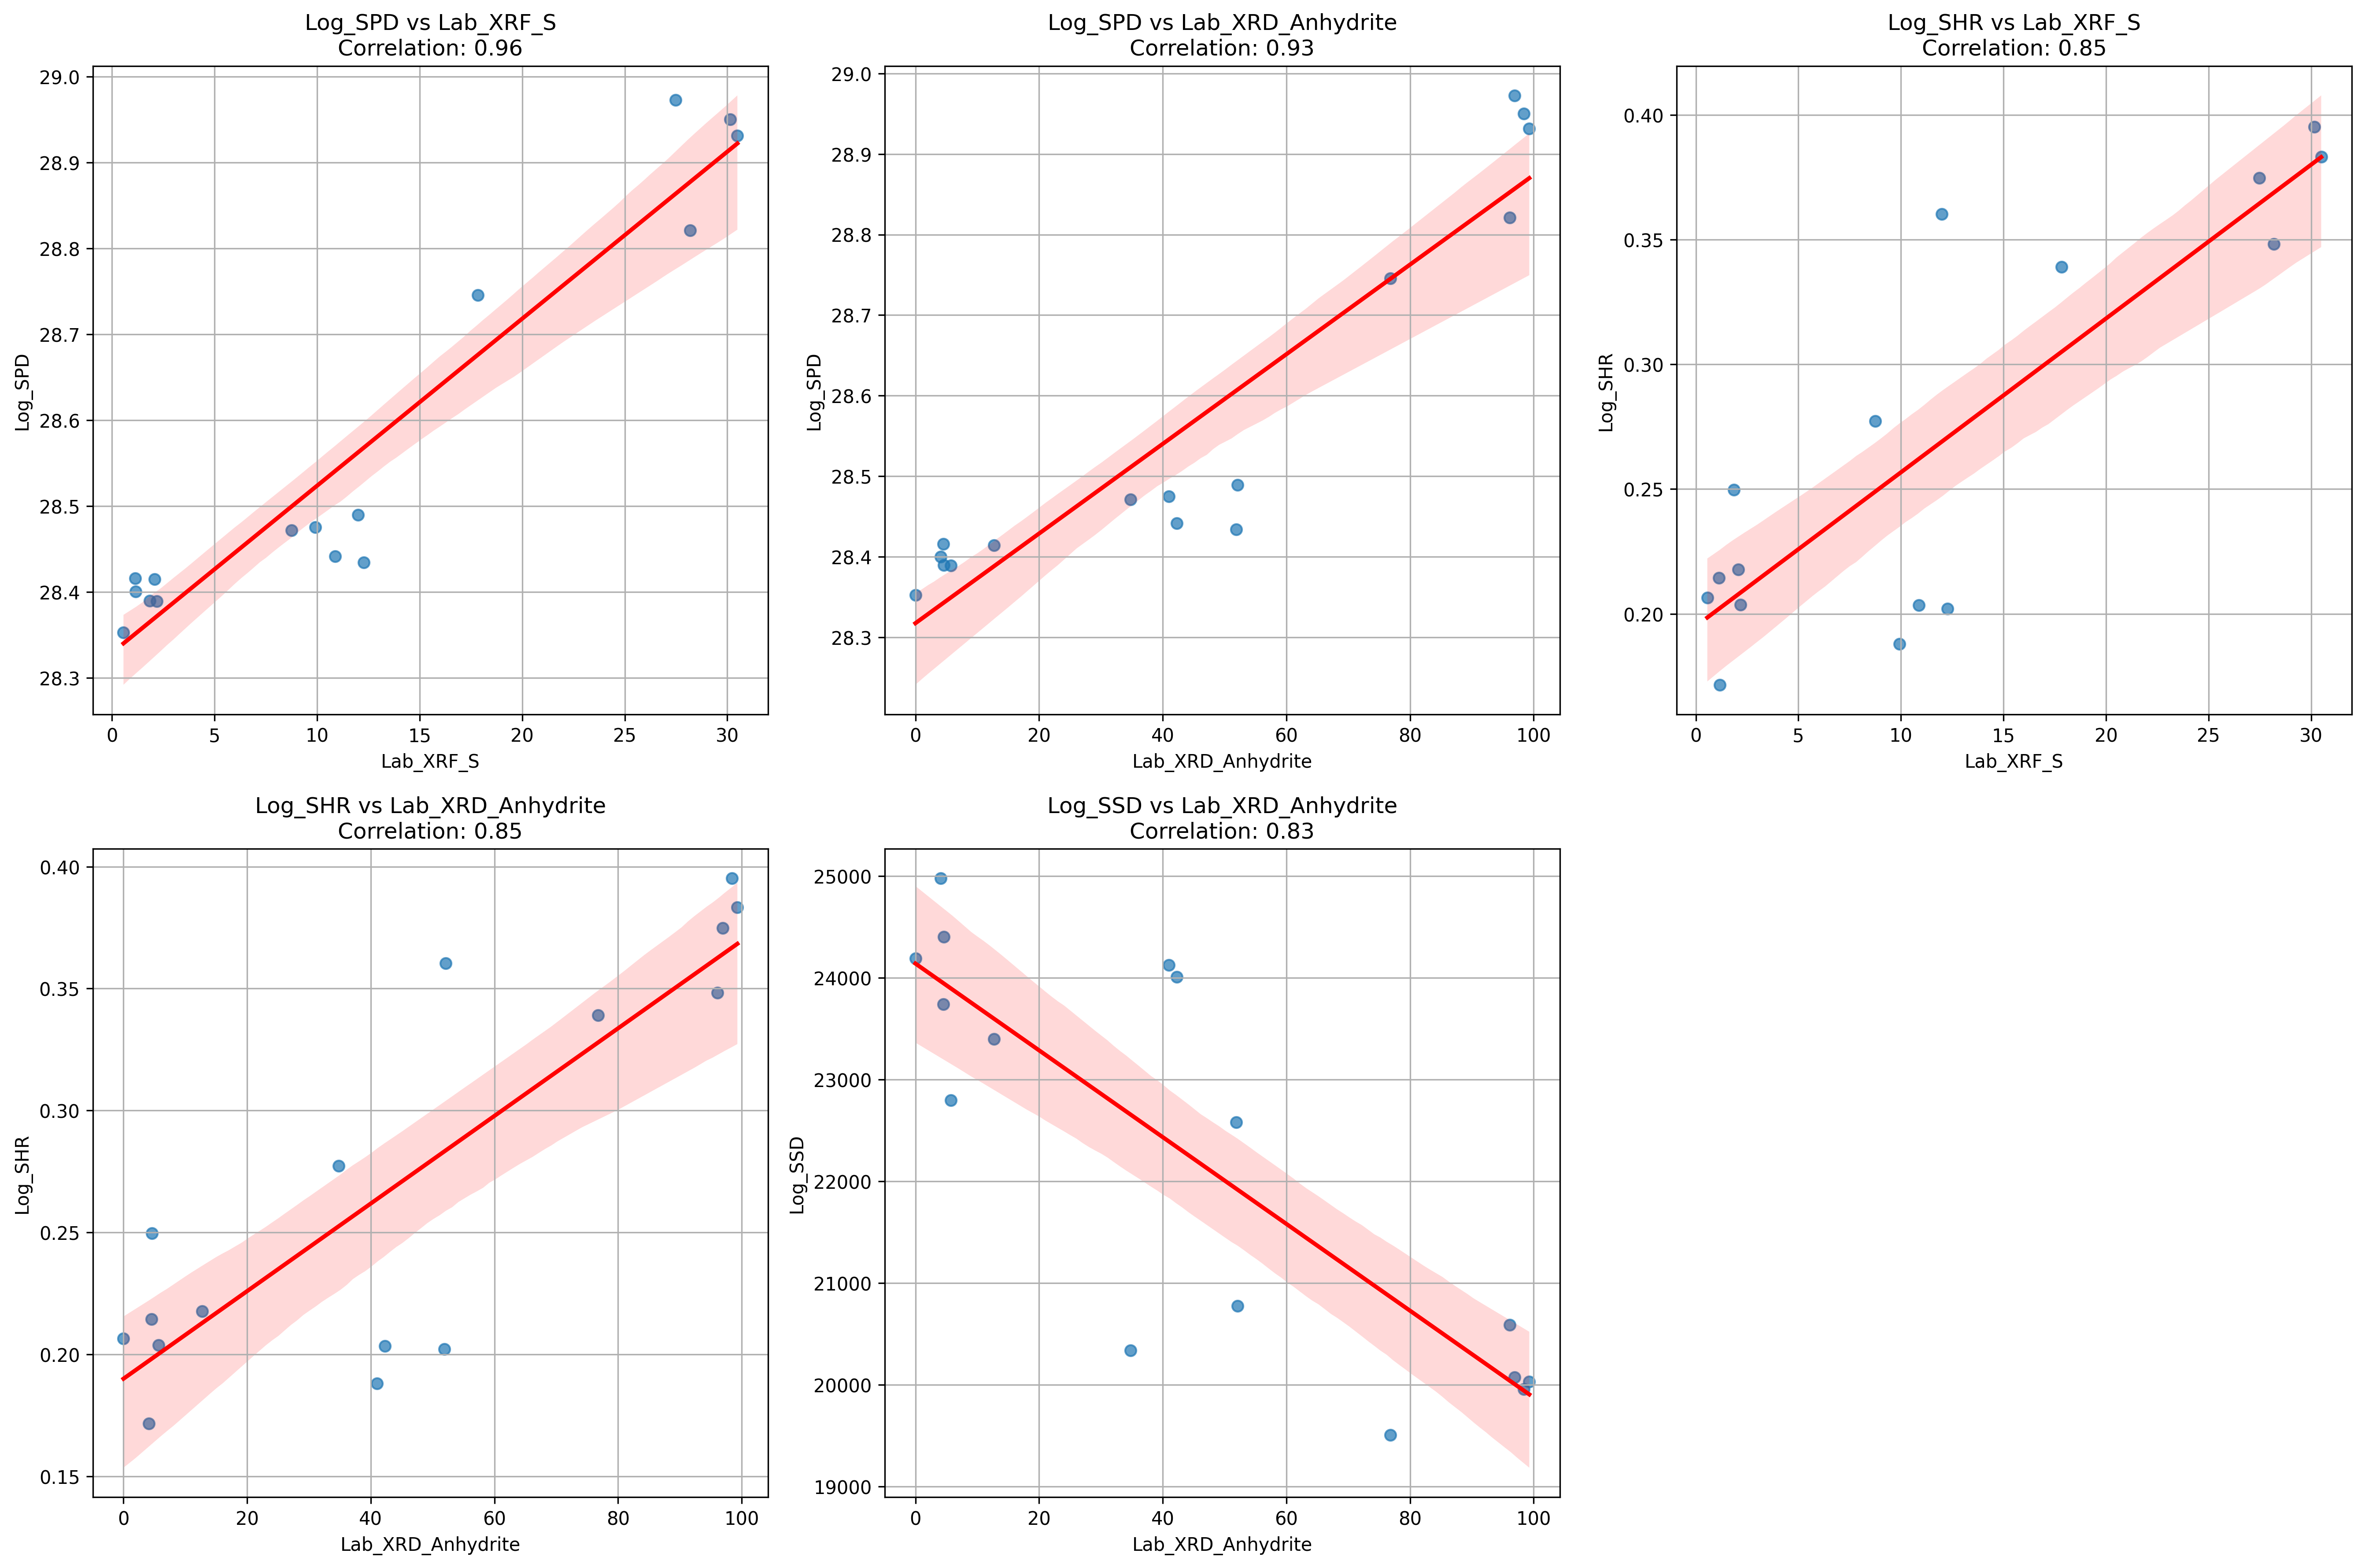 Log_SPD vs Lab_XRF_S
Correlation: 0.96
29.0
28.9
28.8
28.7
28.6
28.5
28.4
28.3
Log_SPD
0 5 10 15 20 25 30
Lab_XRF_S
Log_SPD vs Lab_XRD_Anhydrite
Correlation: 0.93
29.0
28.9
28.8
28.7
28.6
28.5
28.4
28.3
Log_SPD
0 20 40 60 80 100
Lab_XRD_Anhydrite
Log_SHR vs Lab_XRF_S
Correlation: 0.85
0.40
0.35
0.30
0.25
0.20
Log_SHR
0 5 10 15 20 25 30
Lab_XRF_S
Log_SHR vs Lab_XRD_Anhydrite
Correlation: 0.85
0.40
0.35
0.30
0.25
0.20
0.15
Log_SHR
0 20 40 60 80 100
Lab_XRD_Anhydrite
Log_SSD vs Lab_XRD_Anhydrite
Correlation: 0.83
25000
24000
23000
22000
21000
20000
19000
Log_SSD
0 20 40 60 80 100
Lab_XRD_Anhydrite